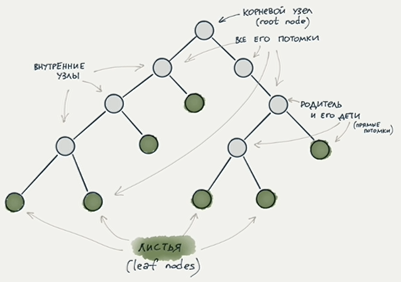 КОРНЕВОЙ УЗЕЛ
(root node)
ВСЕ ЕГО ПОТОМКИ
ВНУТРЕННИЕ
УЗЛЫ
РОДИТЕЛЬ
И ЕГО ДЕТИ
(ПРЯМЫЕ
ПОТОМКИ)
ЛИСТЬЯ
(leaf nodes)